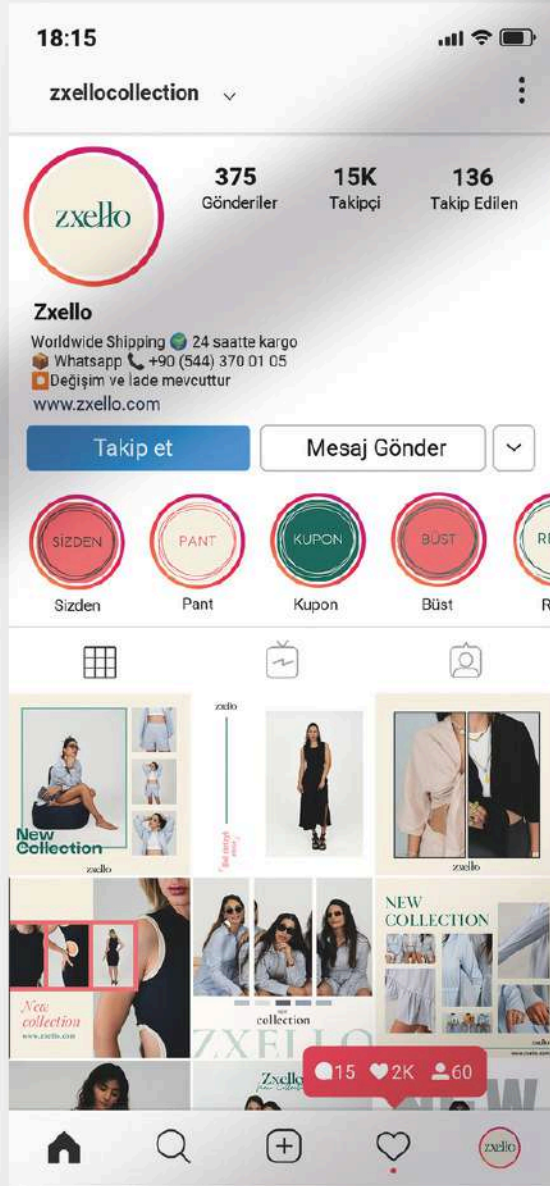 18:15
zxellocollection
zxello
375
Gönderiler
15K
Takipçi
136
Takip Edilen
Zxello
Worldwide Shipping 24 saatte kargo
Whatsapp +90 (544) 370 01 05
Değişim ve İade mevcuttur
www.zxello.com
Takip et
Mesaj Gönder
SİZDEN
PANT
KUPON
BÜST
RE
Sizden
Pant
Kupon
Büst
R
New
Collection
zxello
zxello
zxello
New
collection
www.zxello.com
collection
ZXELLO
NEW
COLLECTION
Zxello
NEW
15
2K
60
zxello